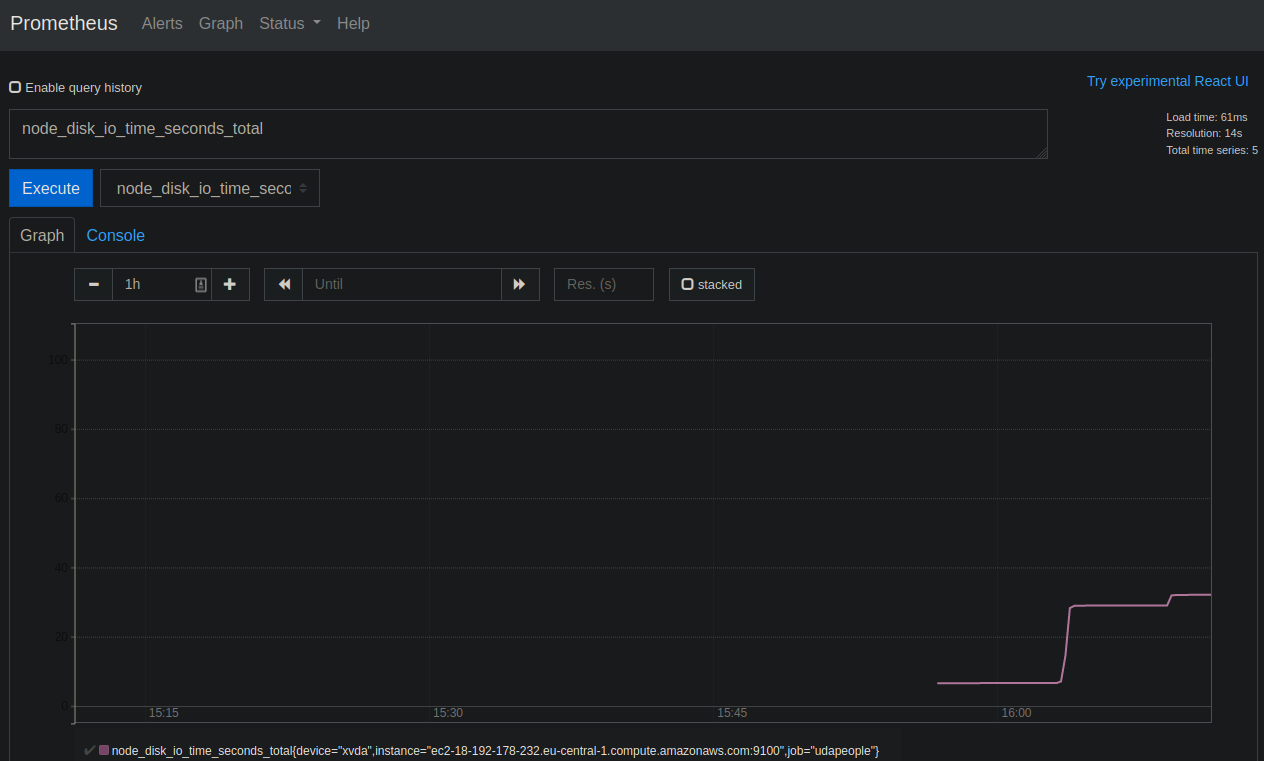 Prometheus Alerts Graph Status Help
Try experimental React UI
Enable query history
node_disk_io_time_seconds_total
Load time: 61ms
Resolution: 14s
Total time series: 5
Execute node_disk_io_time_seco
Graph Console
1h Until Res. (s) stacked
100
80
60
40
20
0
15:15 15:30 15:45 16:00
node_disk_io_time_seconds_total{device="xvda",instance="ec2-18-192-178-232.eu-central-1.compute.amazonaws.com:9100",job="udapeople"}